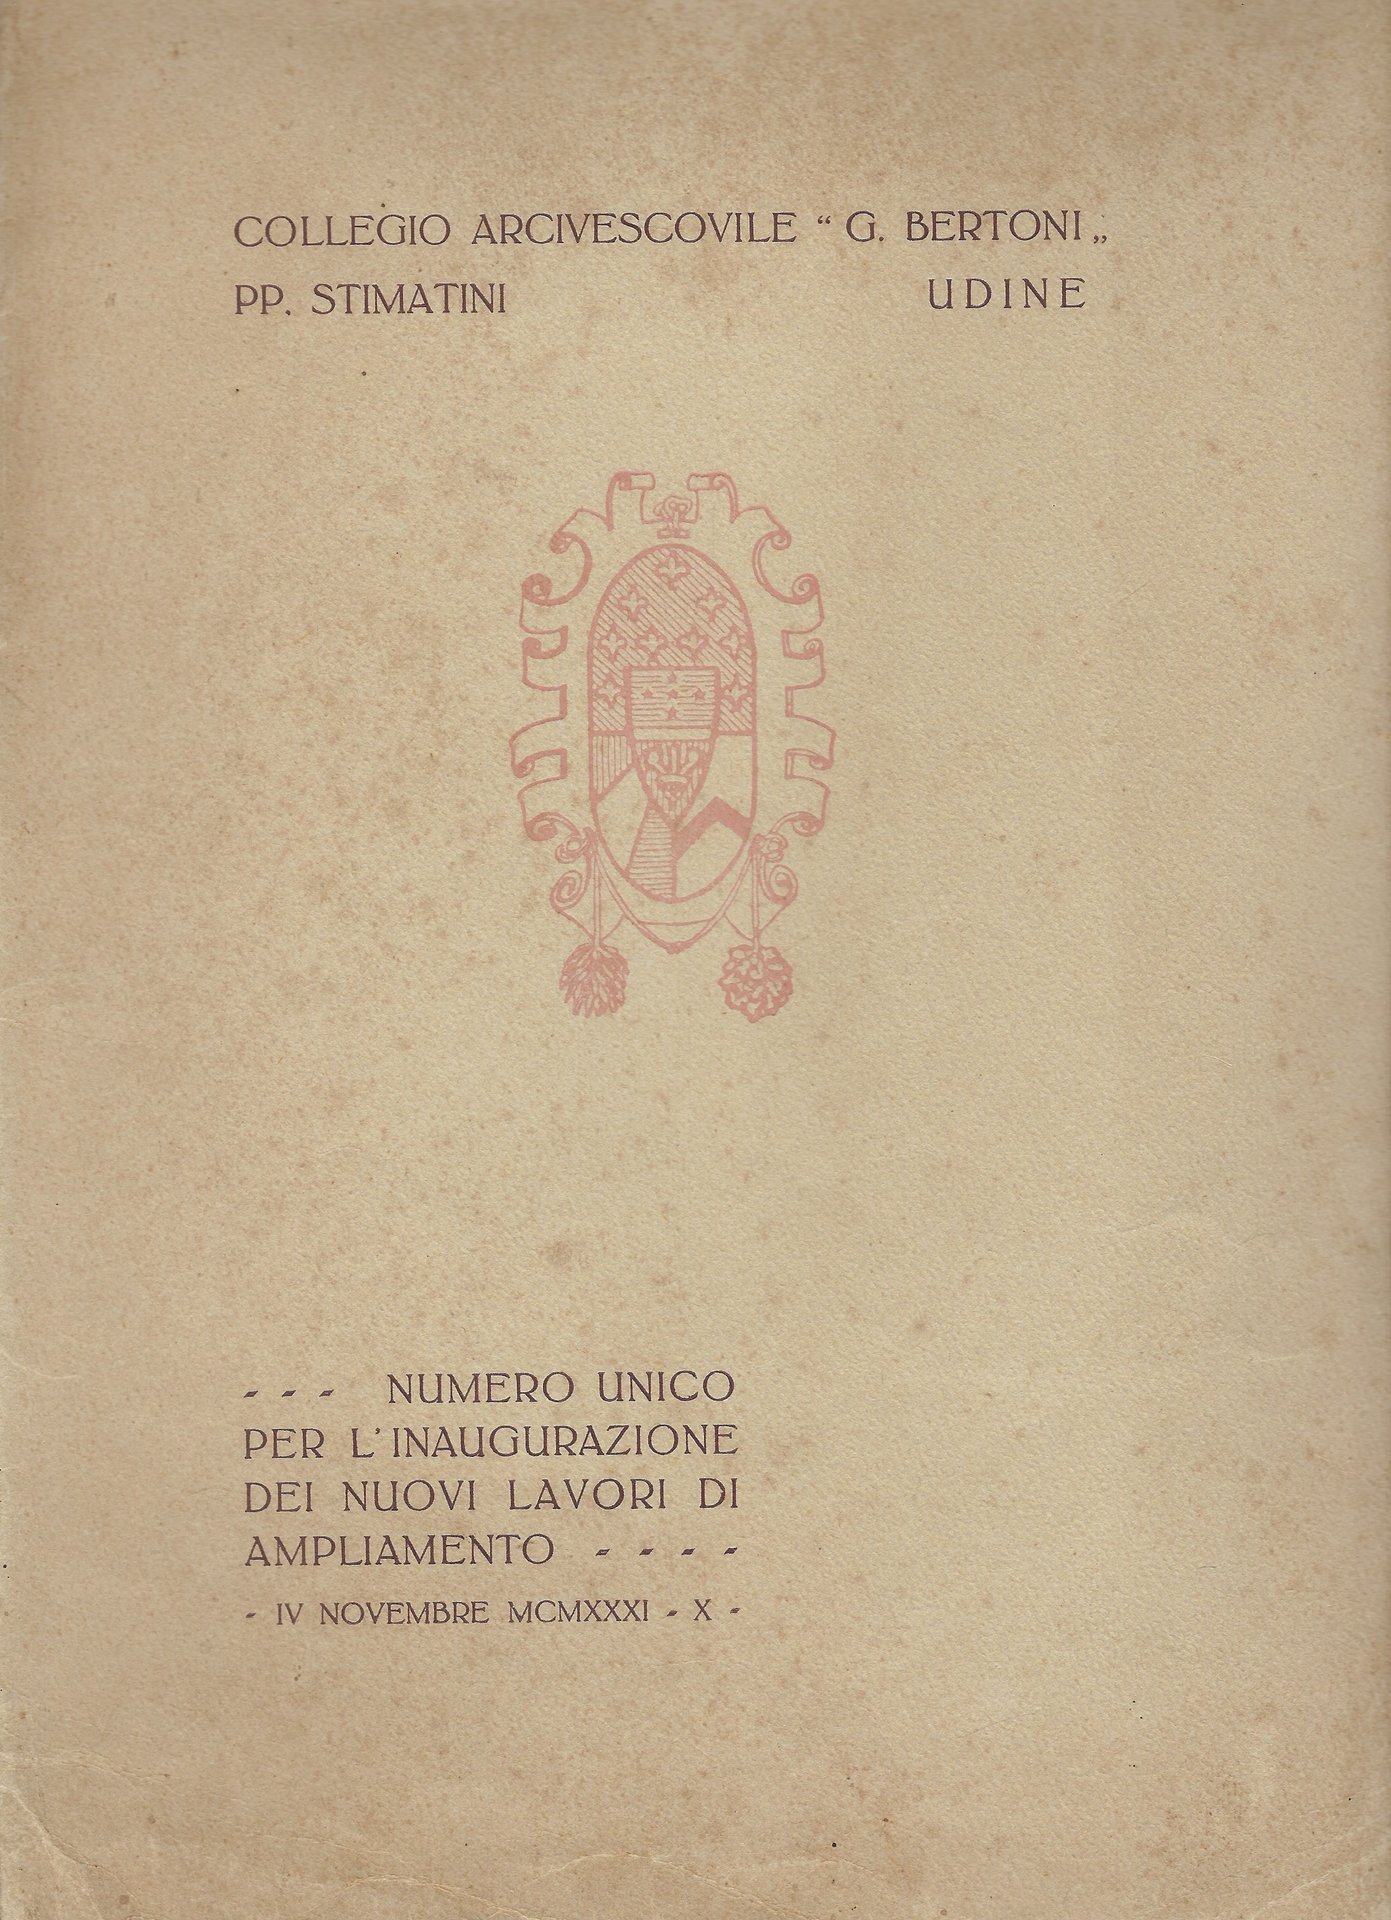 COLLEGIO ARCIVESCOVILE “ G. BERTONI „
PP. STIMATINI UDINE
- - - NUMERO UNICO
PER L'INAUGURAZIONE
DEI NUOVI LAVORI DI
AMPLIAMENTO - - - -
- IV NOVEMBRE MCMXXXI - X -